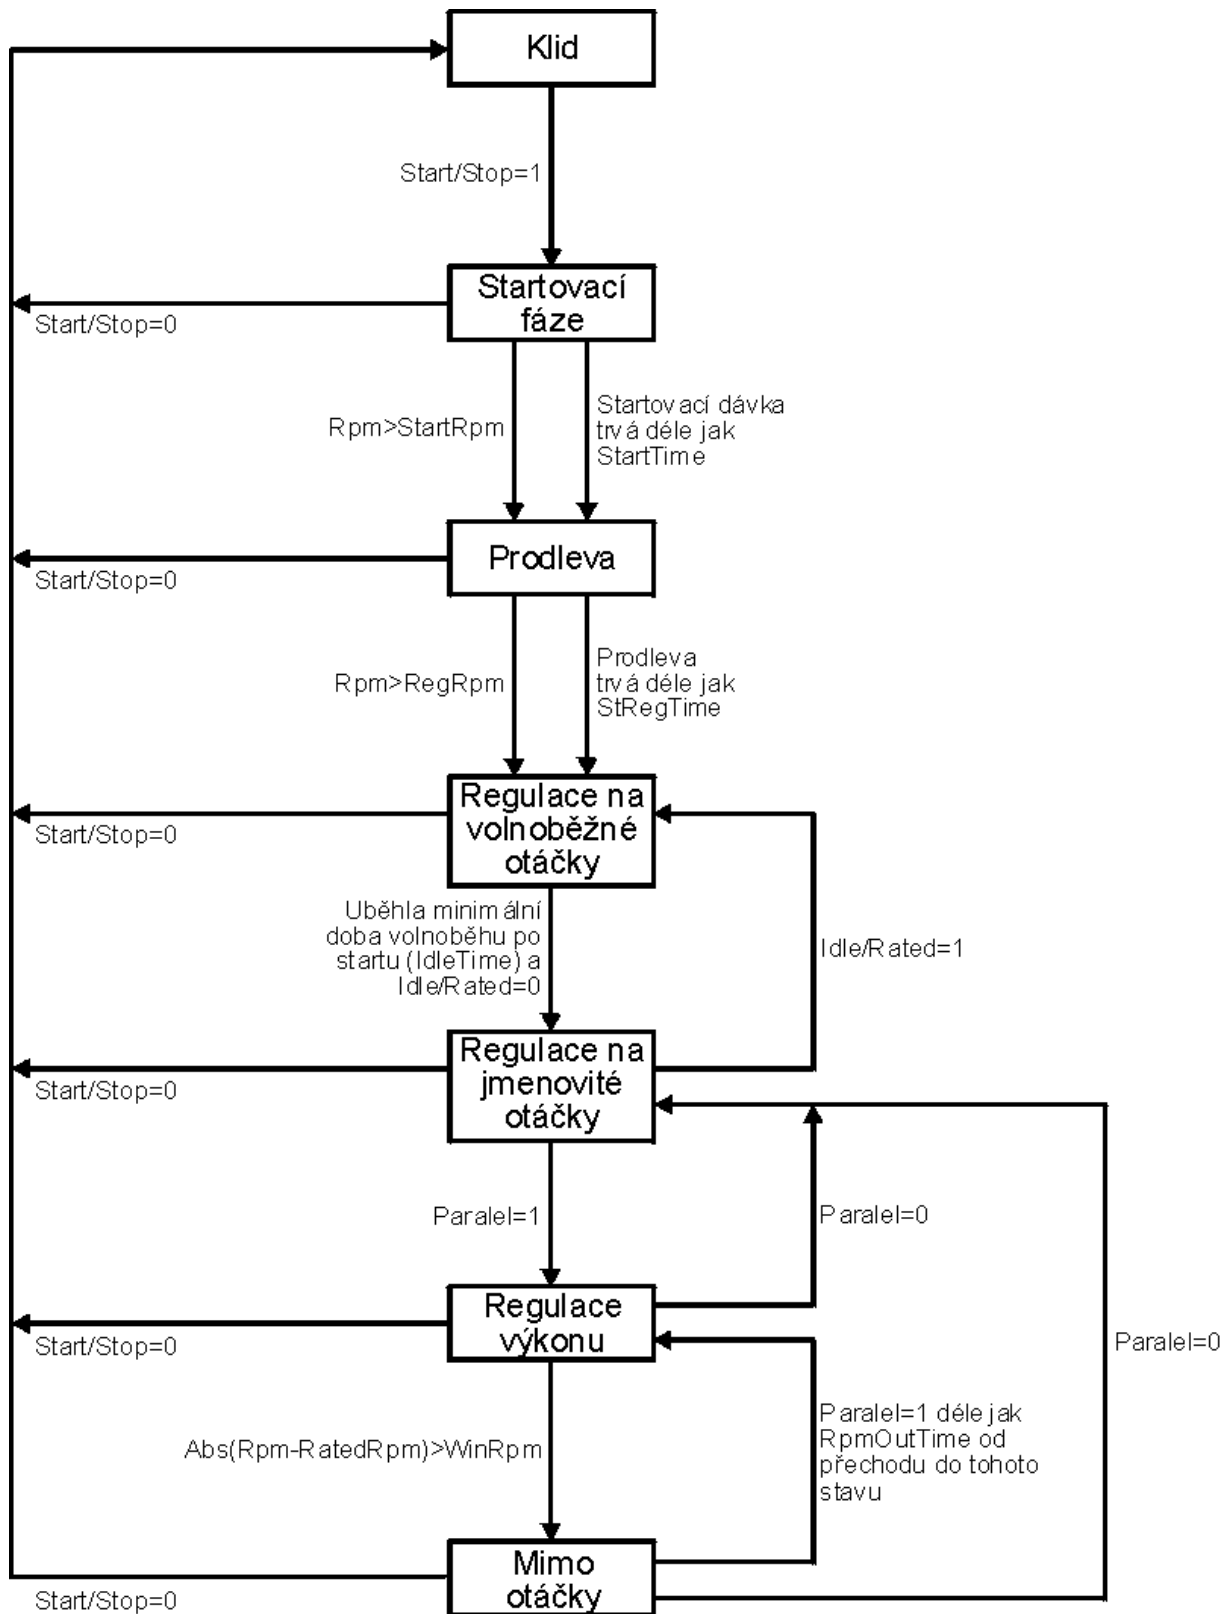 Klid
Start/Stop=1
Startovací
fáze
Start/Stop=0
Rpm>StartRpm
Startovací dávka
trvá déle jak
StartTime
Prodleva
Start/Stop=0
Rpm>RegRpm
Prodleva
trvá déle jak
StRegTime
Regulace na
volnoběžné
otáčky
Start/Stop=0
Uběhla minimální
doba volnoběhu po
startu (IdleTime) a
Idle/Rated=0
Idle/Rated=1
Regulace na
jmenovité
otáčky
Start/Stop=0
Paralel=1
Paralel=0
Regulace
výkonu
Start/Stop=0
Paralel=0
Abs(Rpm-RatedRpm)>WinRpm
Paralel=1 déle jak
RpmOutTime od
přechodu do tohoto
stavu
Mimo
otáčky
Start/Stop=0